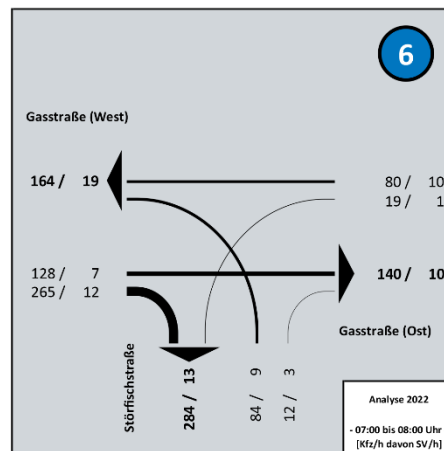 6
Gasstraße (West)
164 / 19
80 / 10
19 / 1
128 / 7
265 / 12
140 / 10
Gasstraße (Ost)
Störfischstraße
284 / 13
84 / 9
12 / 3
Analyse 2022
- 07:00 bis 08:00 Uhr
[Kfz/h davon SV/h]